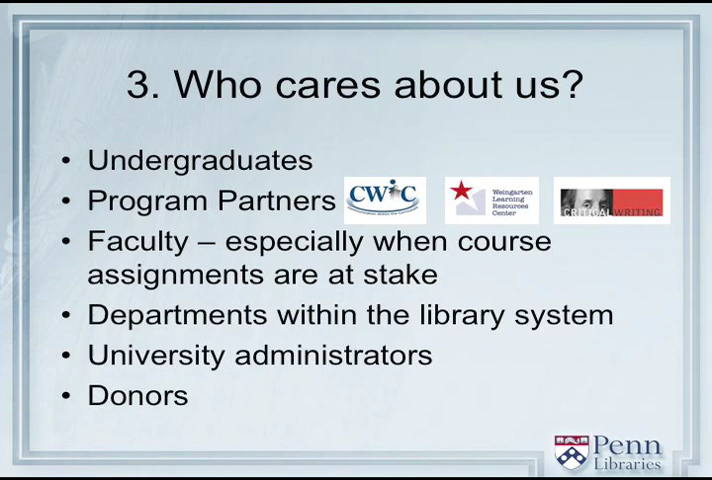 3. Who cares about us?
• Undergraduates
• Program Partners
CWiC
Weingarten
Learning
Resources
Center
CRITICAL WRITING
• Faculty – especially when course
assignments are at stake
• Departments within the library system
• University administrators
• Donors
Penn
Libraries